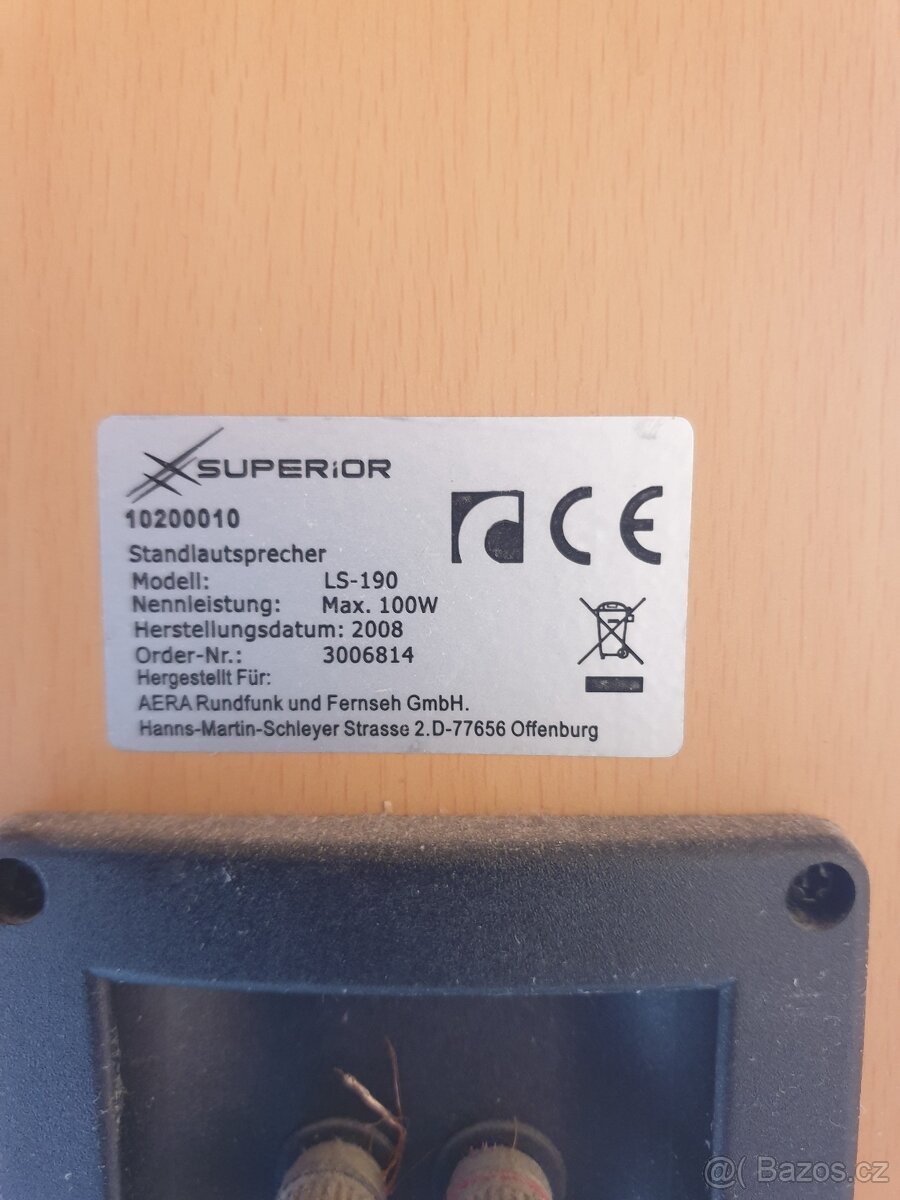 SUPERiOR
10200010
Standlautsprecher
Modell: LS-190
Nennleistung: Max. 100W
Herstellungsdatum: 2008
Order-Nr.: 3006814
Hergestellt Für:
AERA Rundfunk und Fernseh GmbH.
Hanns-Martin-Schleyer Strasse 2.D-77656 Offenburg
CE
@( Bazos.cz